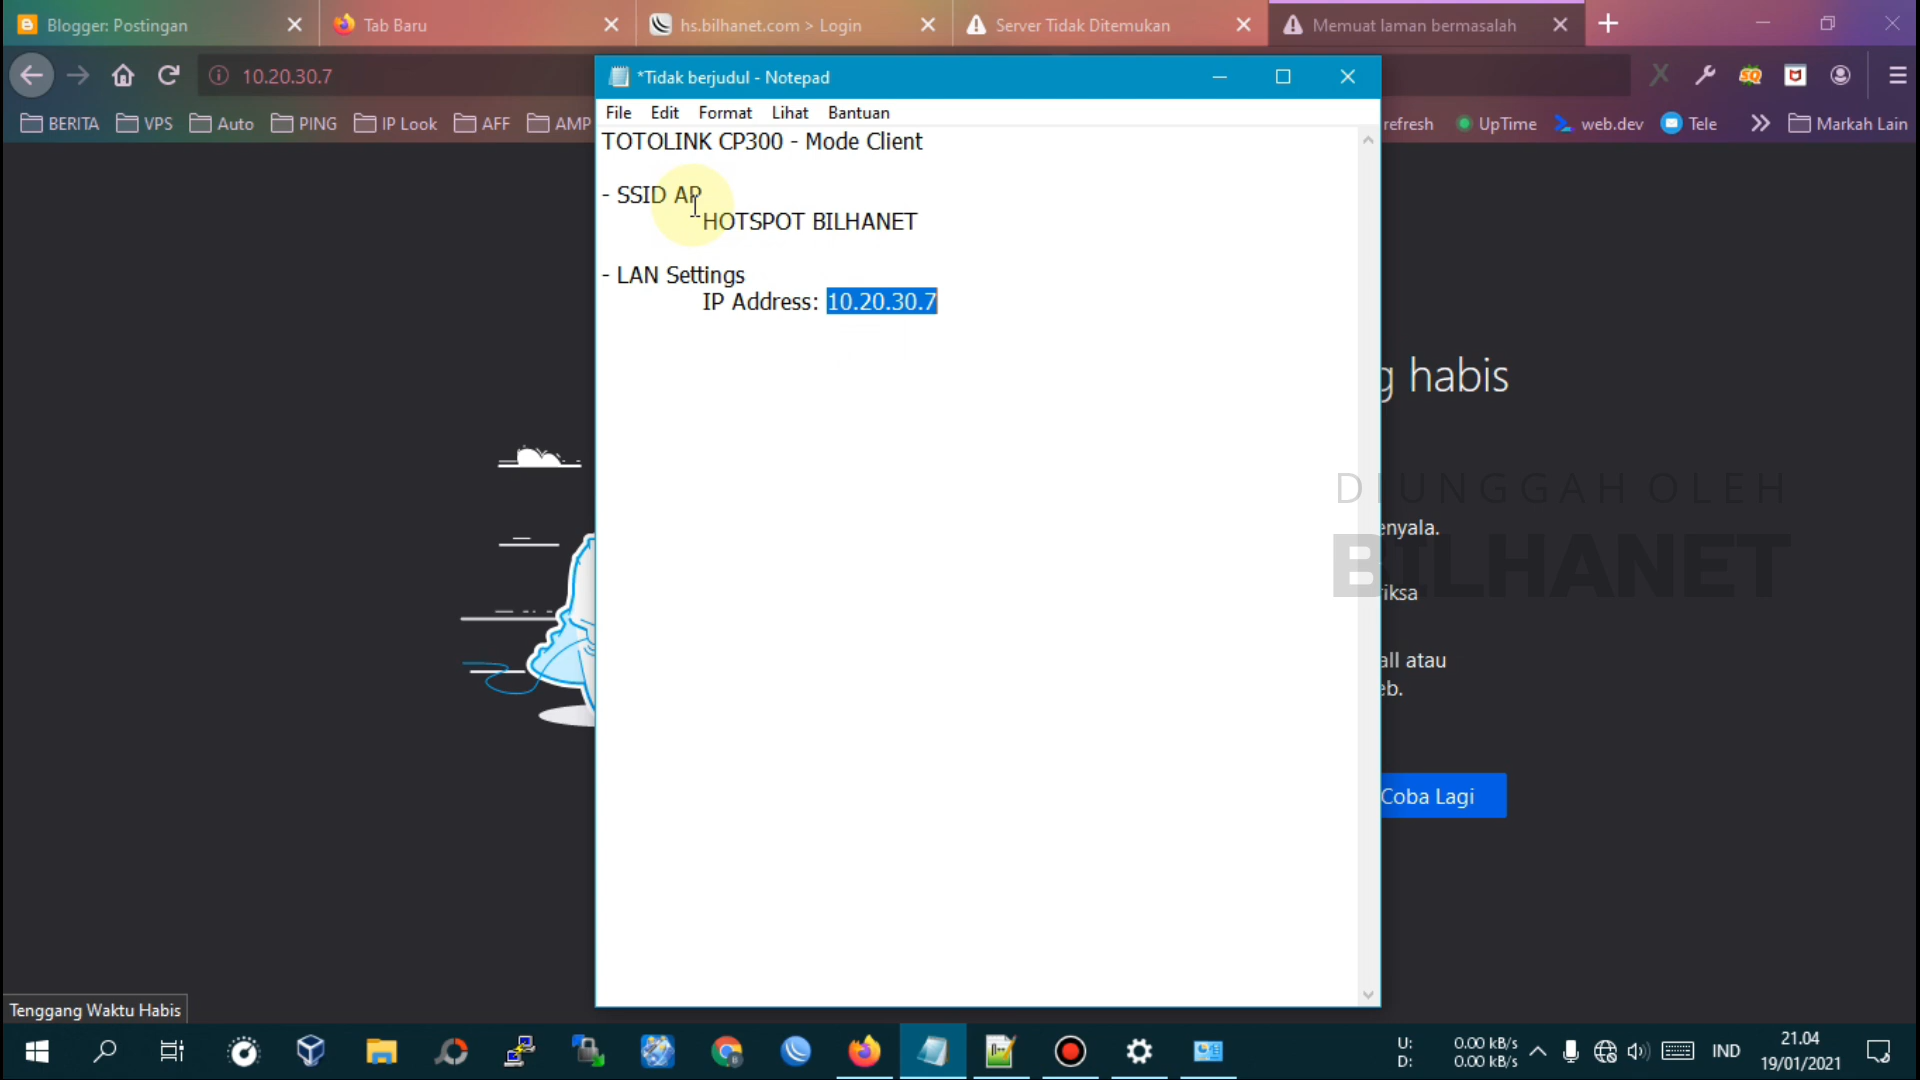 Blogger: Postingan
Tab Baru
hs.bilhanet.com > Login
Server Tidak Ditemukan
Memuat laman bermasalah
10.20.30.7
*Tidak berjudul - Notepad
BERITA
VPS
Auto
PING
IP Look
AFF
AMP
refresh
UpTime
web.dev
Tele
Markah Lain
File Edit Format Lihat Bantuan
TOTOLINK CP300 - Mode Client
- SSID AP
HOTSPOT BILHANET
- LAN Settings
IP Address: 10.20.30.7
g habis
DIUNGGAH OLEH
enyala.
BILHANET
iksa
all atau
eb.
Coba Lagi
Tenggang Waktu Habis
U: 0.00 kB/s
D: 0.00 kB/s
IND
21.04
19/01/2021